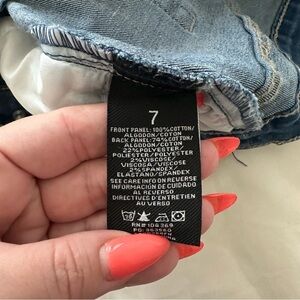 7
FRONT PANEL: 100%COTTON/
ALGODON/COTON
BACK PANEL: 74%COTTON/
ALGODON/COTON
22%POLYESTER/
POLIESTER/POLYESTER
2%VISCOSE/
VISCOSA / VISCOSE
2%SPANDEX/
ELASTANO/SPANDEX
SEE CARE INFO ON REVERSE
INFORMACIÓN DE CUIDADO
AL REVERSO
DIRECTIVES D'ENTRETIEN
AU VERSO
RN# 108369